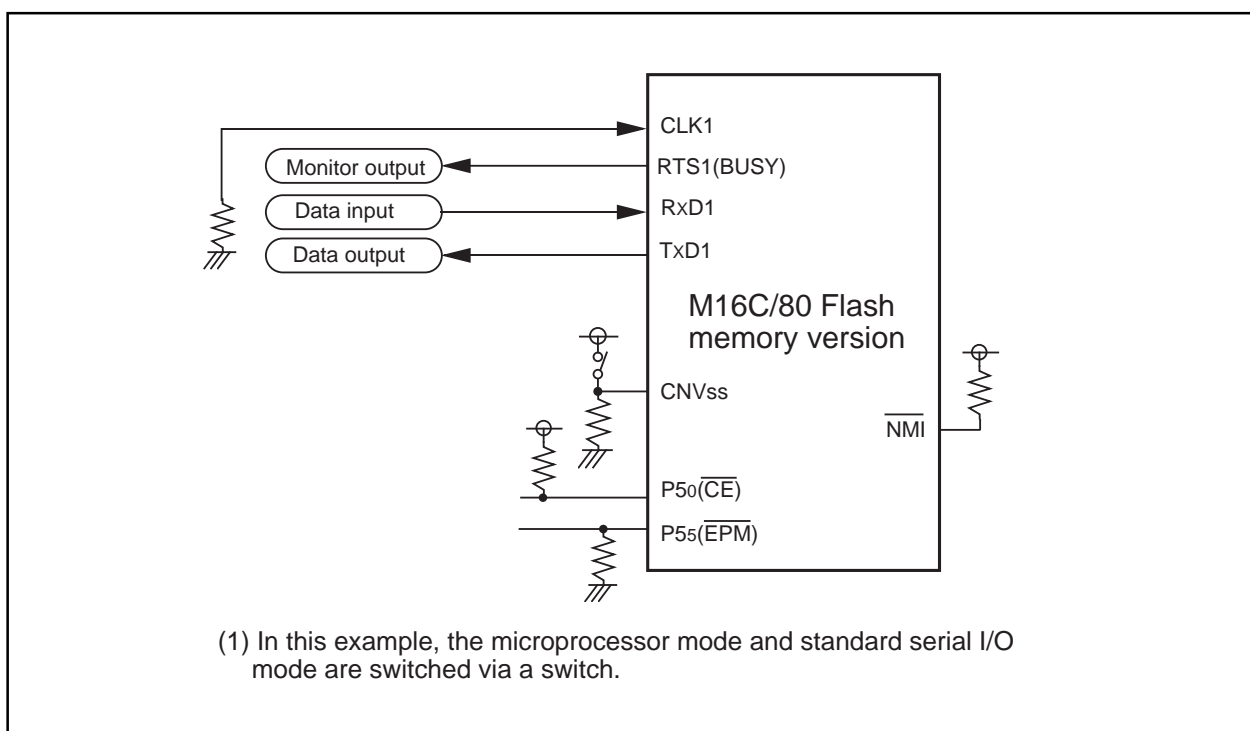 CLK1
Monitor output
RTS1(BUSY)
Data input
RxD1
Data output
TxD1
M16C/80 Flash
memory version
CNVss
NMI
P50(CE)
P55(EPM)
(1) In this example, the microprocessor mode and standard serial I/O
mode are switched via a switch.